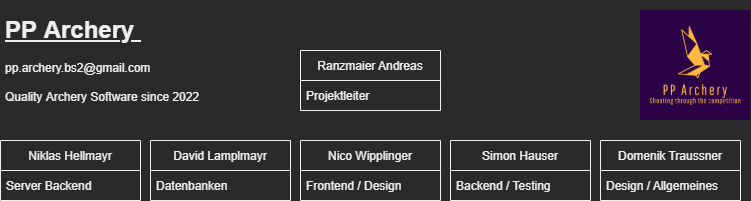 PP Archery
pp.archery.bs2@gmail.com
Quality Archery Software since 2022
Ranzmaier Andreas
Projektleiter
PP Archery
Shooting through the competition
Niklas Hellmayr
Server Backend
David Lamplmayr
Datenbanken
Nico Wipplinger
Frontend / Design
Simon Hauser
Backend / Testing
Domenik Traussner
Design / Allgemeines